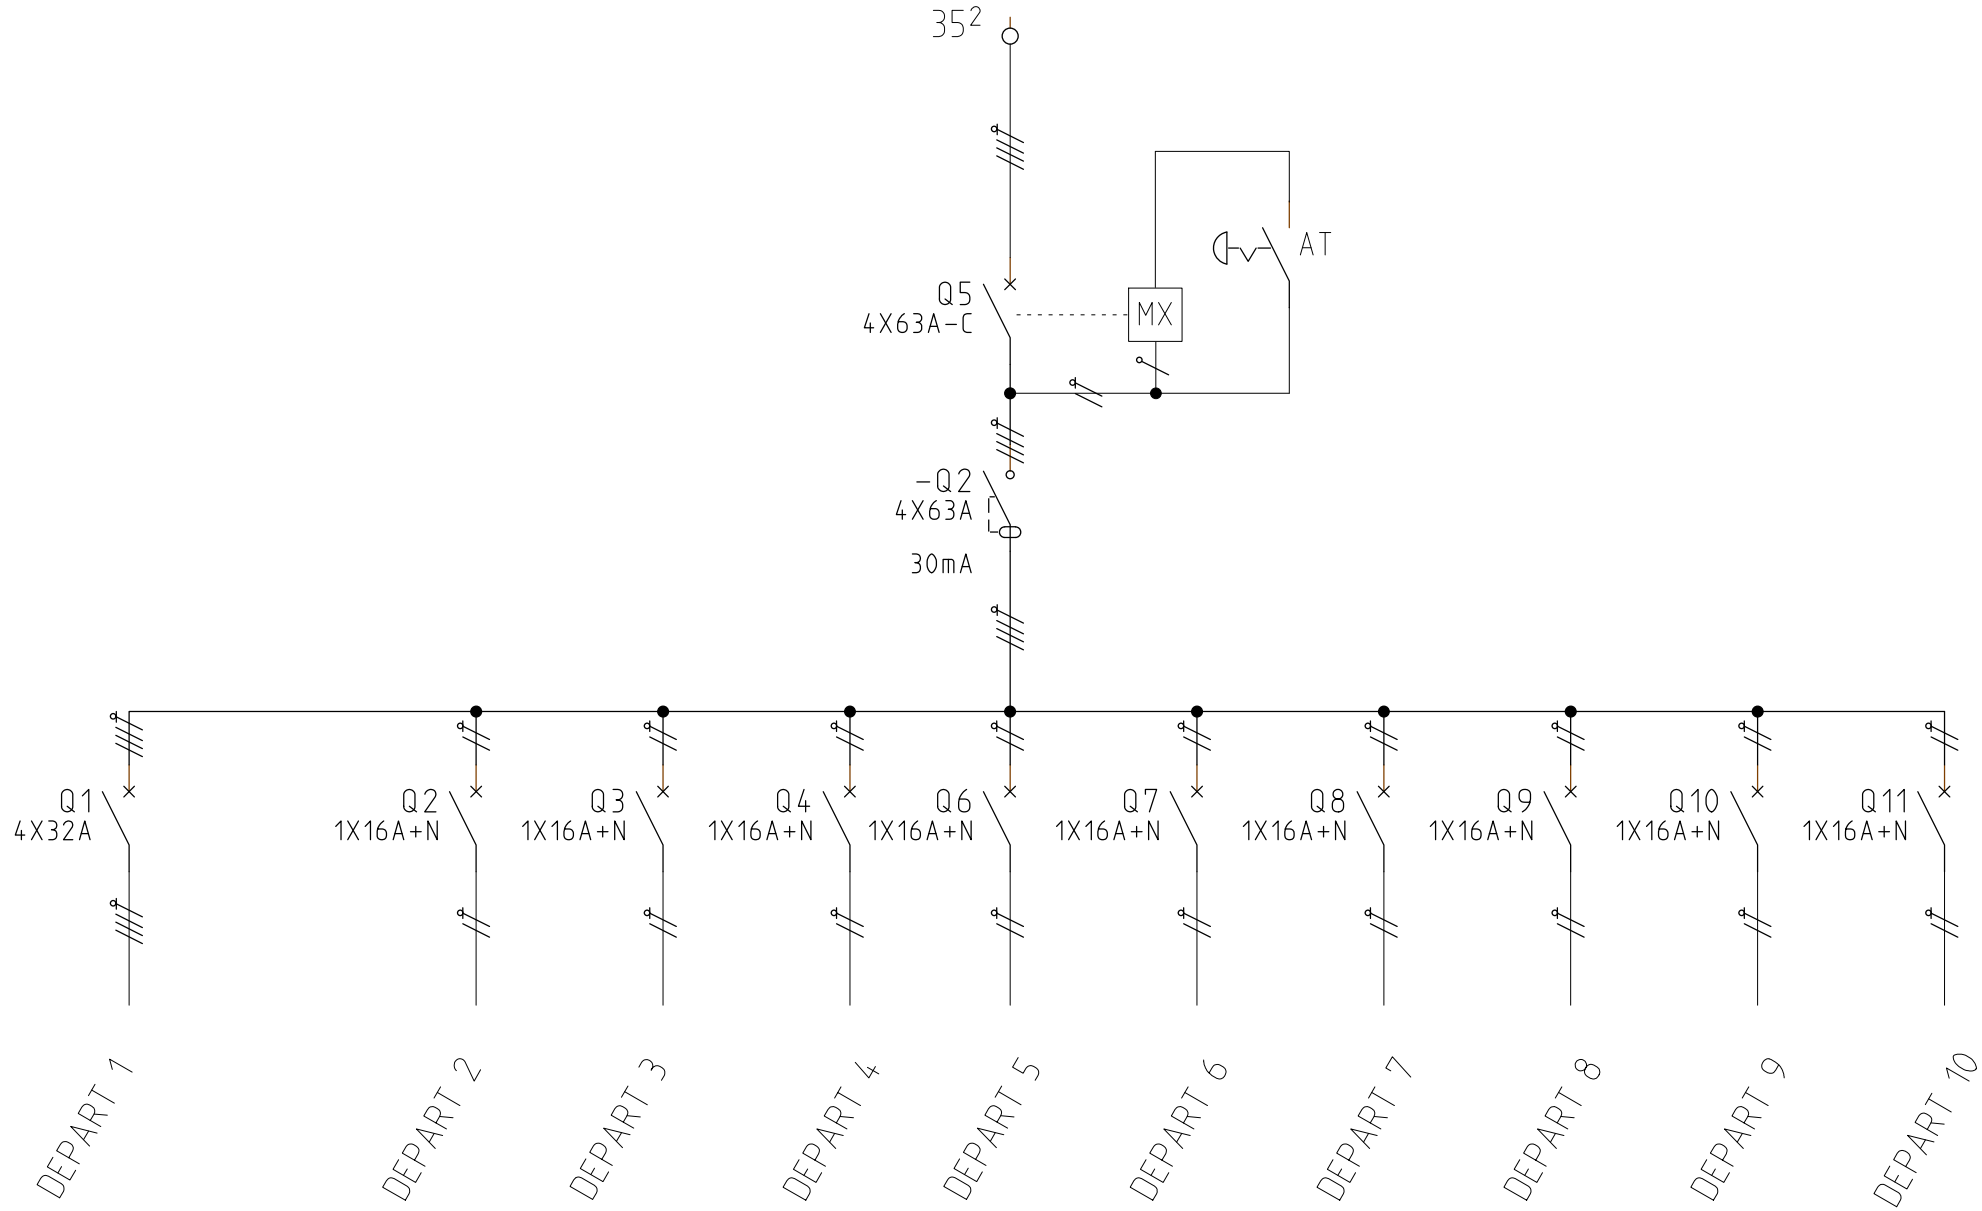 35²
AT
Q5
4X63A-C
MX
-Q2
4X63A
30mA
Q1
4X32A
Q2
1X16A+N
Q3
1X16A+N
Q4
1X16A+N
Q6
1X16A+N
Q7
1X16A+N
Q8
1X16A+N
Q9
1X16A+N
Q10
1X16A+N
Q11
1X16A+N
DEPART 1
DEPART 2
DEPART 3
DEPART 4
DEPART 5
DEPART 6
DEPART 7
DEPART 8
DEPART 9
DEPART 10